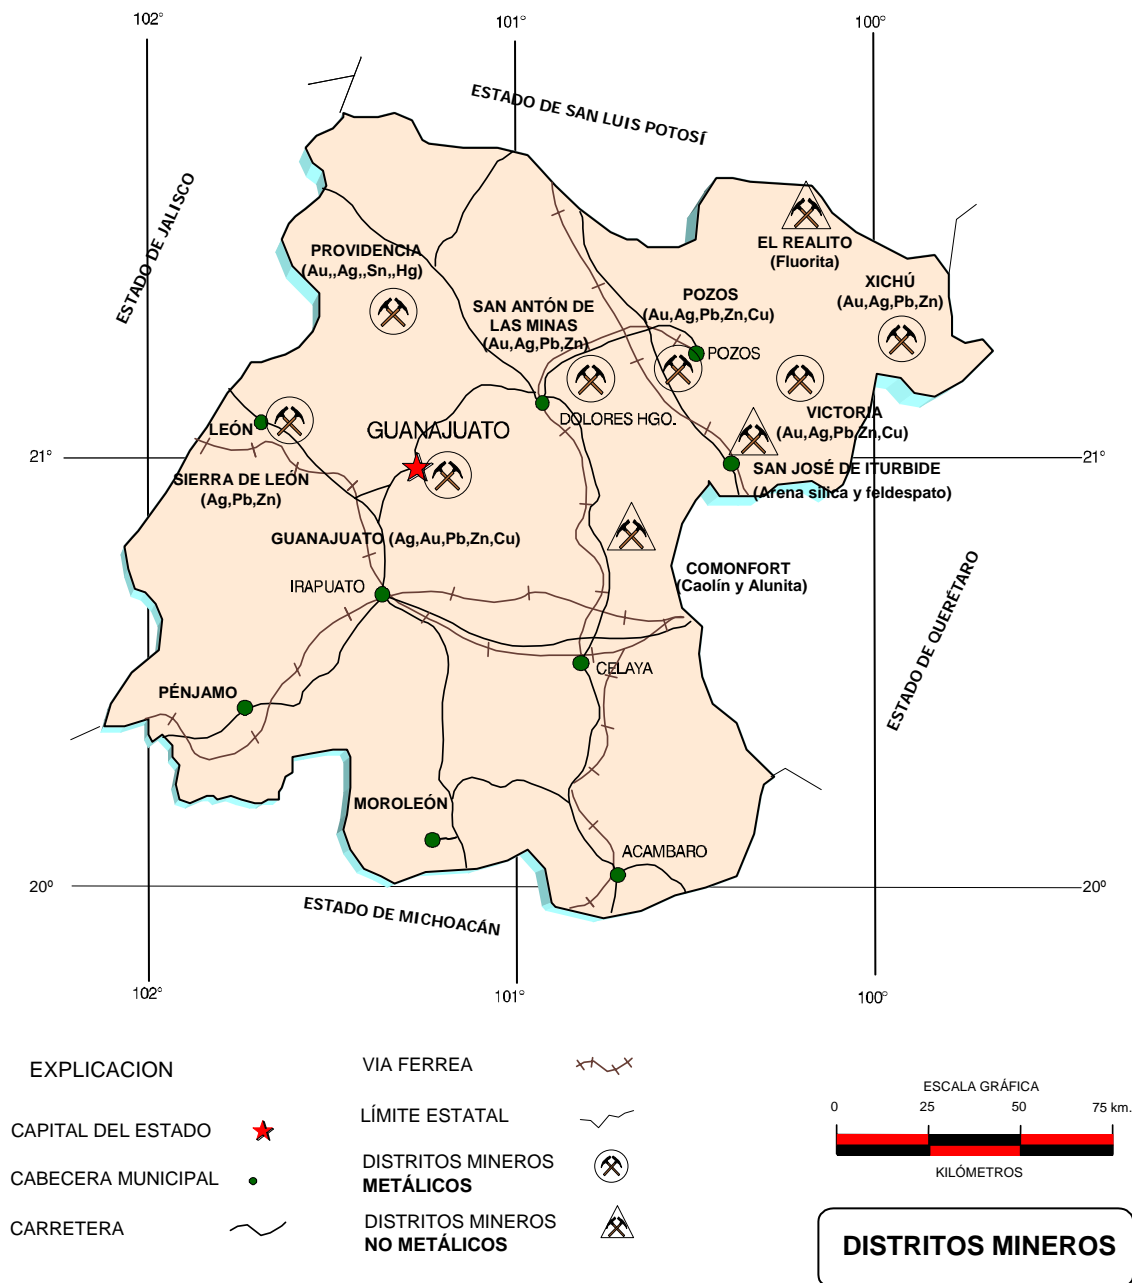 102°
101°
100°
ESTADO DE SAN LUIS POTOSÍ
ESTADO DE JALISCO
EL REALITO
(Fluorita)
PROVIDENCIA
(Au,,Ag,,Sn,,Hg)
XICHÚ
(Au,Ag,Pb,Zn)
POZOS
(Au,Ag,Pb,Zn,Cu)
SAN ANTÓN DE
LAS MINAS
(Au,Ag,Pb,Zn)
POZOS
DOLORES HGO.
VICTORIA
(Au,Ag,Pb,Zn,Cu)
LEÓN
GUANAJUATO
21°
21°
SIERRA DE LEÓN
(Ag,Pb,Zn)
SAN JOSÉ DE ITURBIDE
(Arena silica y feldespato)
GUANAJUATO (Ag,Au,Pb,Zn,Cu)
COMONFORT
(Caolín y Alunita)
IRAPUATO
ESTADO DE QUERÉTARO
CELAYA
PÉNJAMO
MOROLEÓN
ACAMBARO
20º
20º
ESTADO DE MICHOACÁN
102°
101°
100°
EXPLICACION
CAPITAL DEL ESTADO
CABECERA MUNICIPAL
CARRETERA
VIA FERREA
LÍMITE ESTATAL
DISTRITOS MINEROS
METÁLICOS
DISTRITOS MINEROS
NO METÁLICOS
ESCALA GRÁFICA
0 25 50 75 km.
KILÓMETROS
DISTRITOS MINEROS